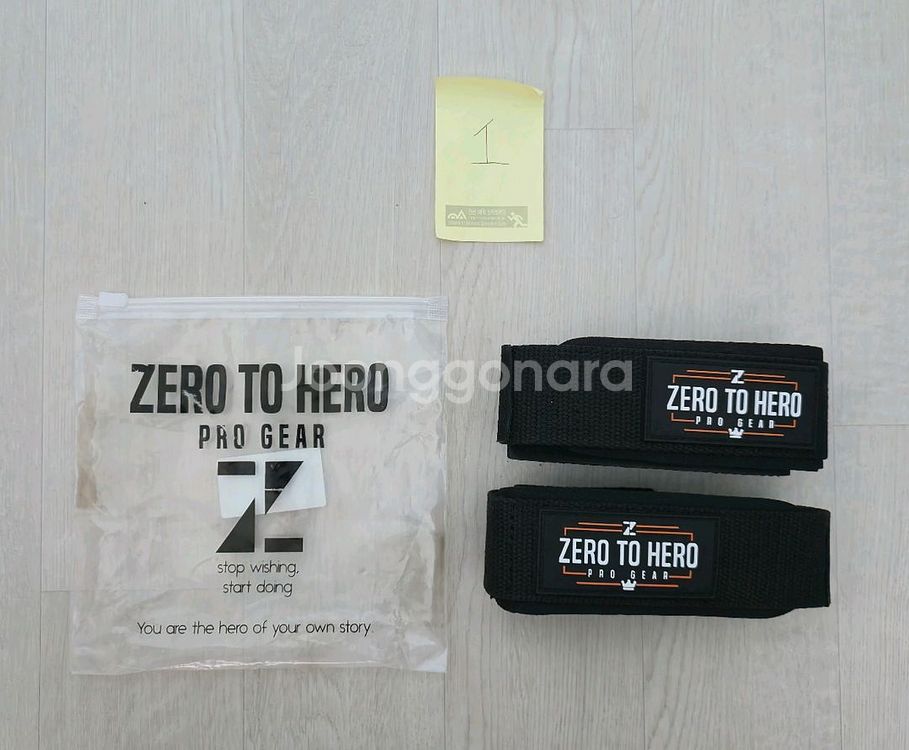 1
Joonggonara
ZERO TO HERO
PRO GEAR
Z
stop wishing,
start doing
You are the hero of your own story.
Z
ZERO TO HERO
PRO GEAR
Z
ZERO TO HERO
PRO GEAR